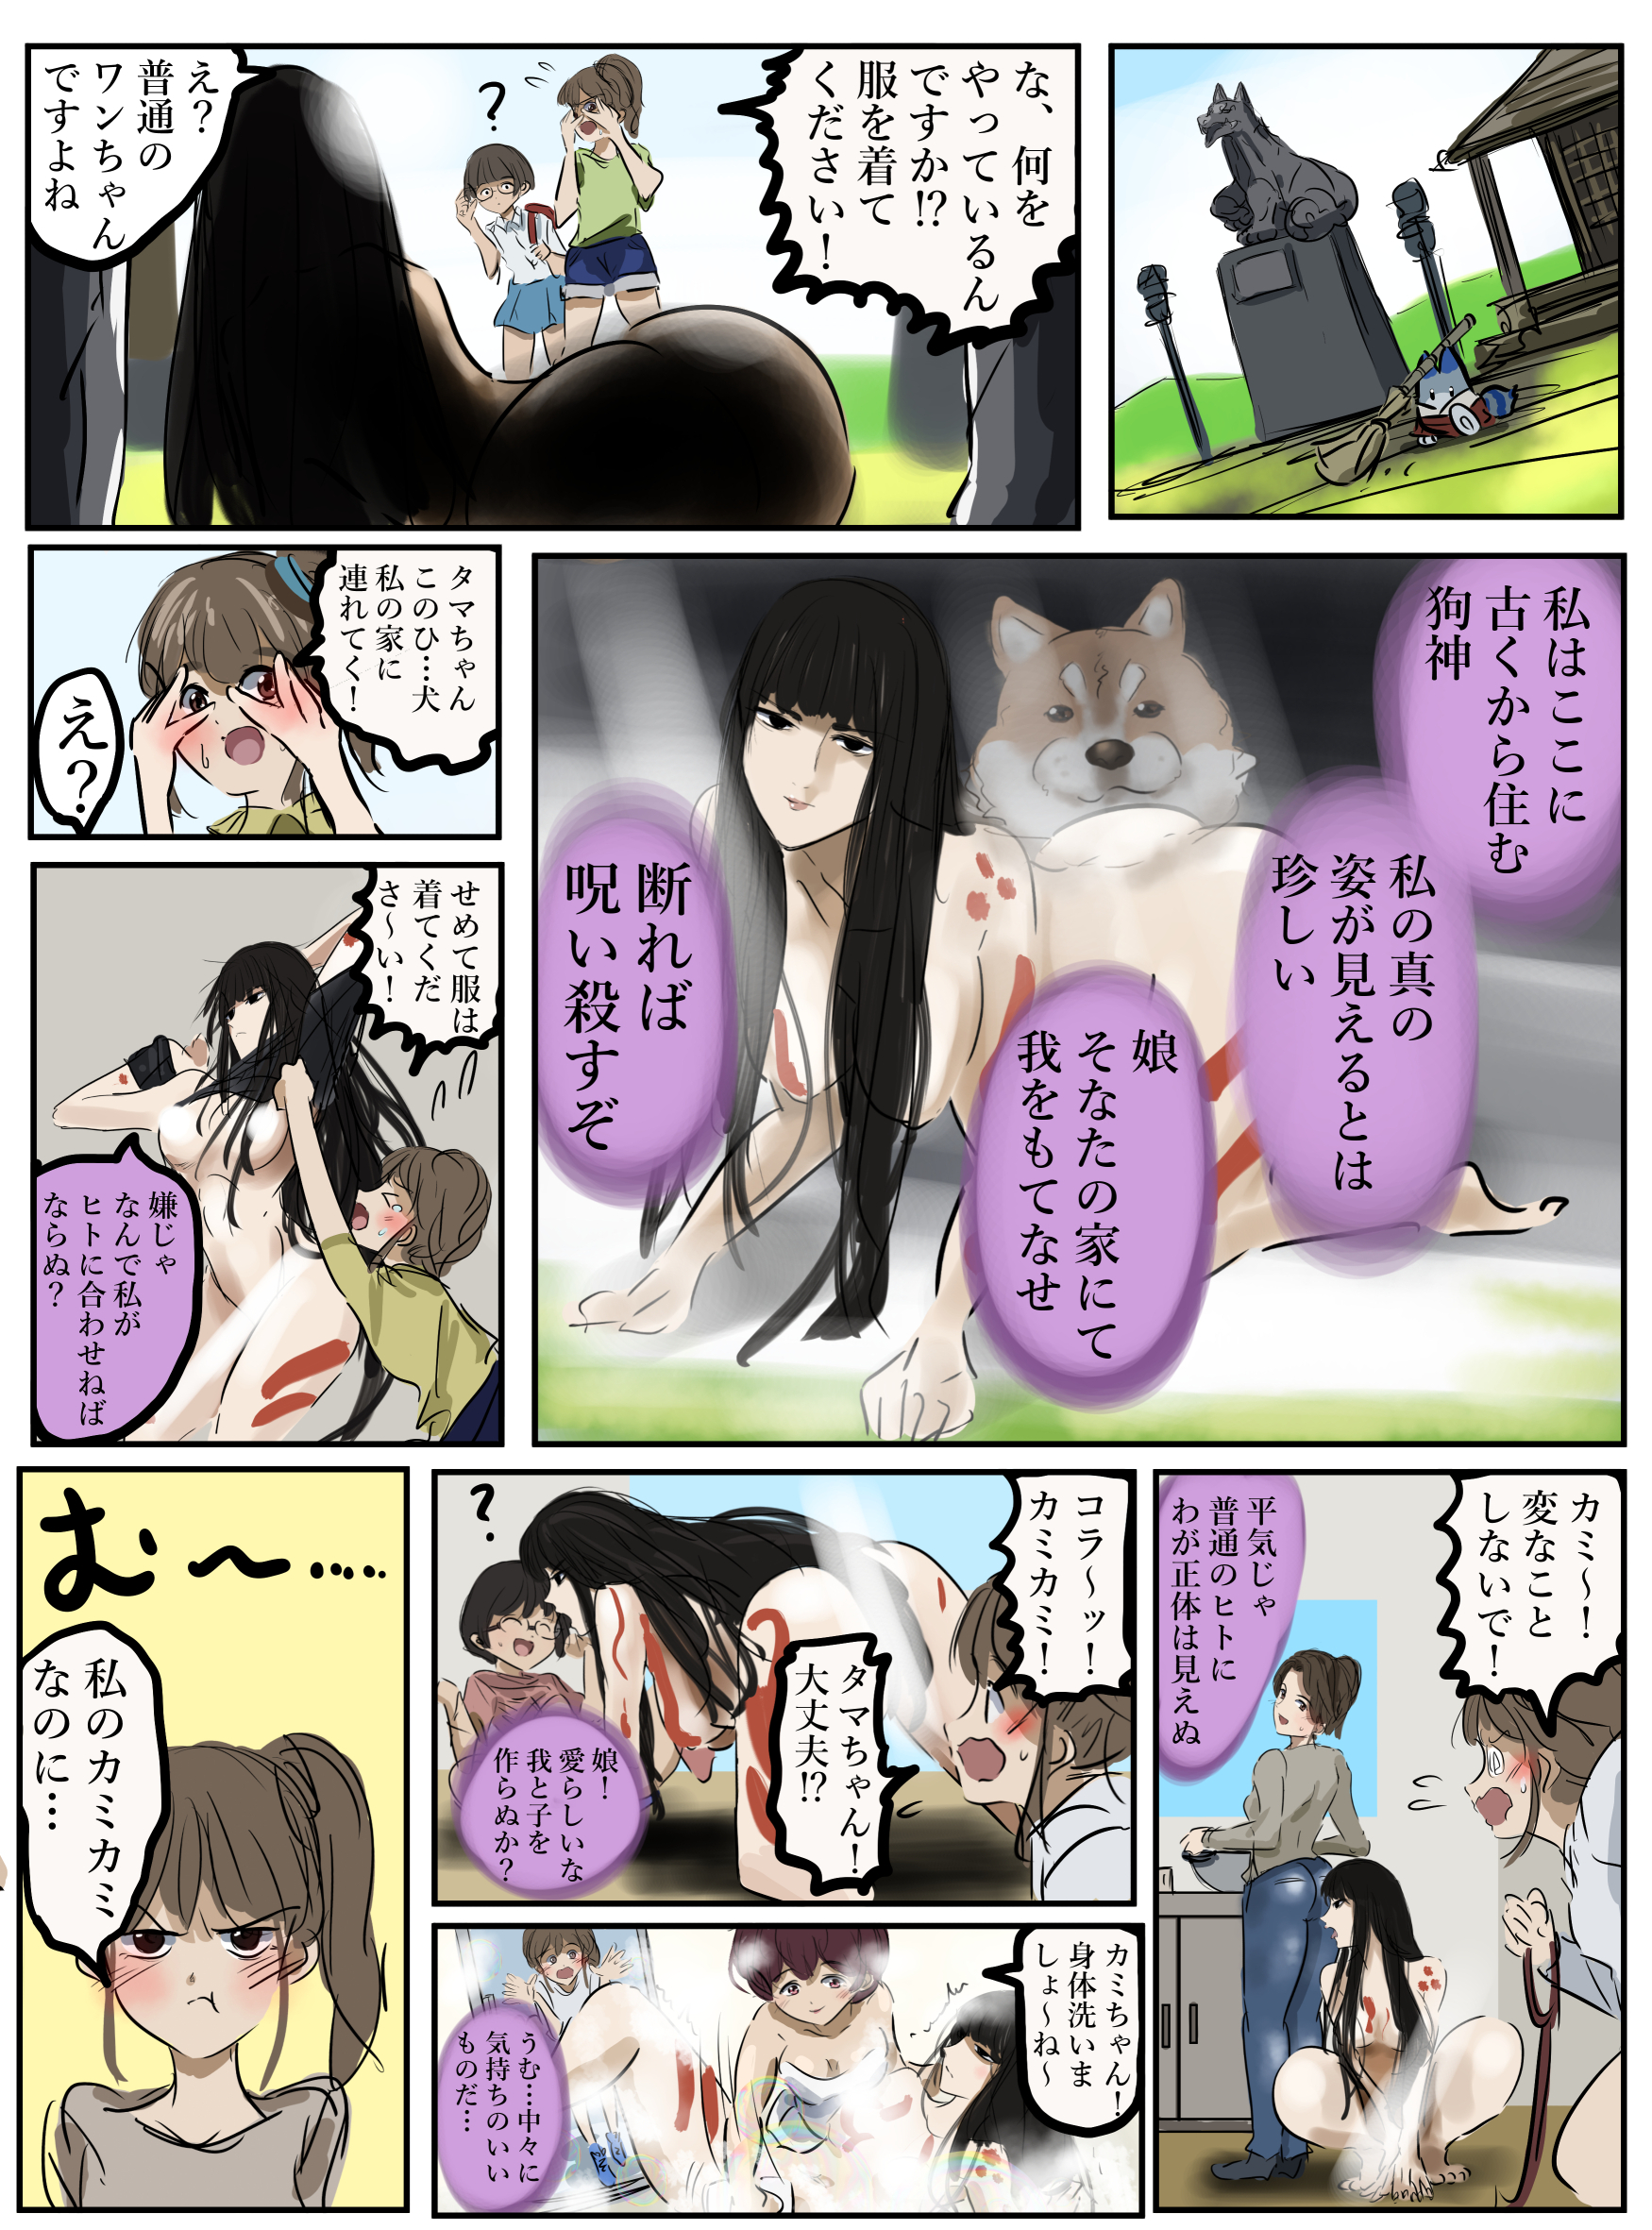 な、何を
やっているん
ですか!?
服を着て
ください！
?
え？
普通の
ワンちゃん
ですよね
私はここに
古くから住む
狗神
私の真の
姿が見えるとは
珍しい
娘
そなたの家にて
我をもてなせ
断れば
呪い殺すぞ
タマちゃん
このひ…犬
私の家に
連れてく！
え？
せめて服は
着てくだ
さ～い！
嫌じゃ
なんで私が
ヒトに合わせねば
ならぬ？
カミ～！
変なこと
しないで！
平気じゃ
普通のヒトに
わが正体は見えぬ
コラ～ッ！
カミカミ！
タマちゃん！
大丈夫!?
?
娘！
愛らしいな
我と子を
作らぬか？
カミちゃん！
身体洗いま
しょ～ね～
うむ…中々に
気持ちのいい
ものだ…
む～……
私のカミカミ
なのに…